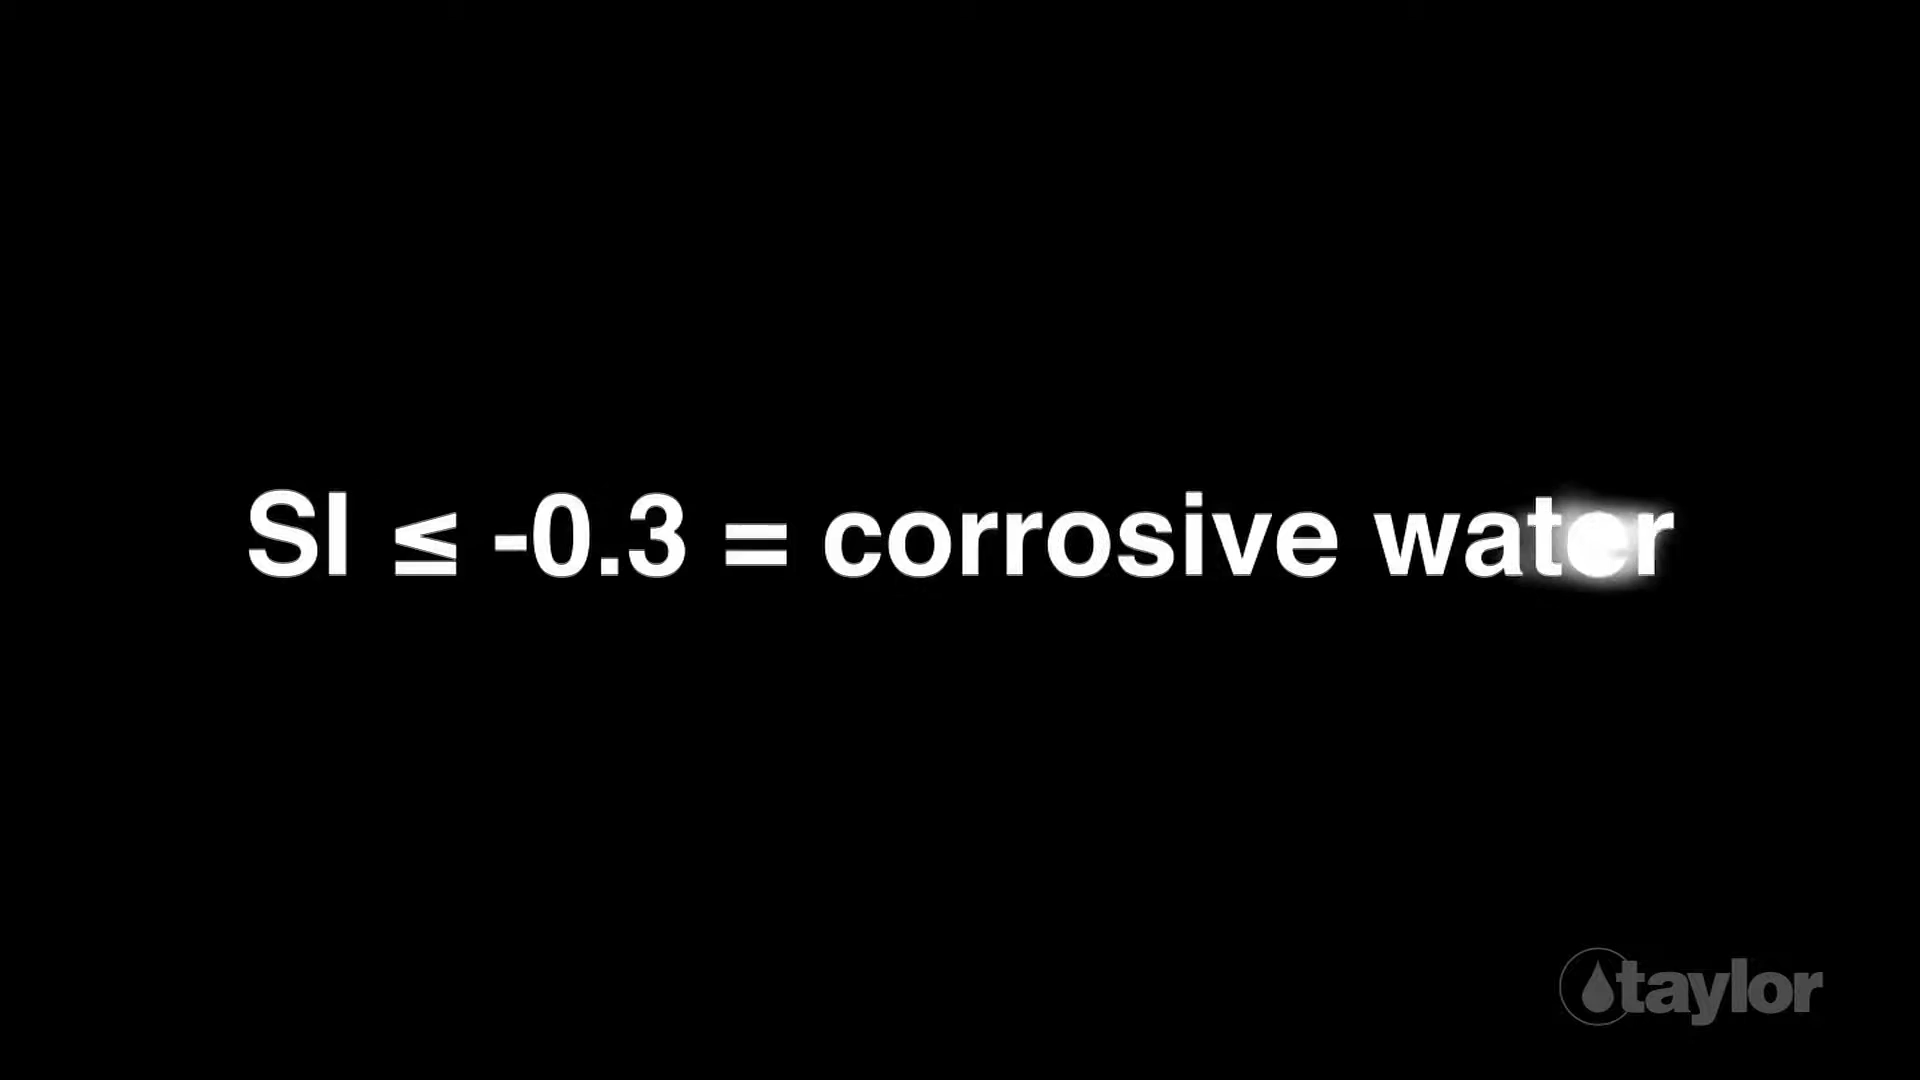 SI ≤ -0.3 = corrosive water
taylor